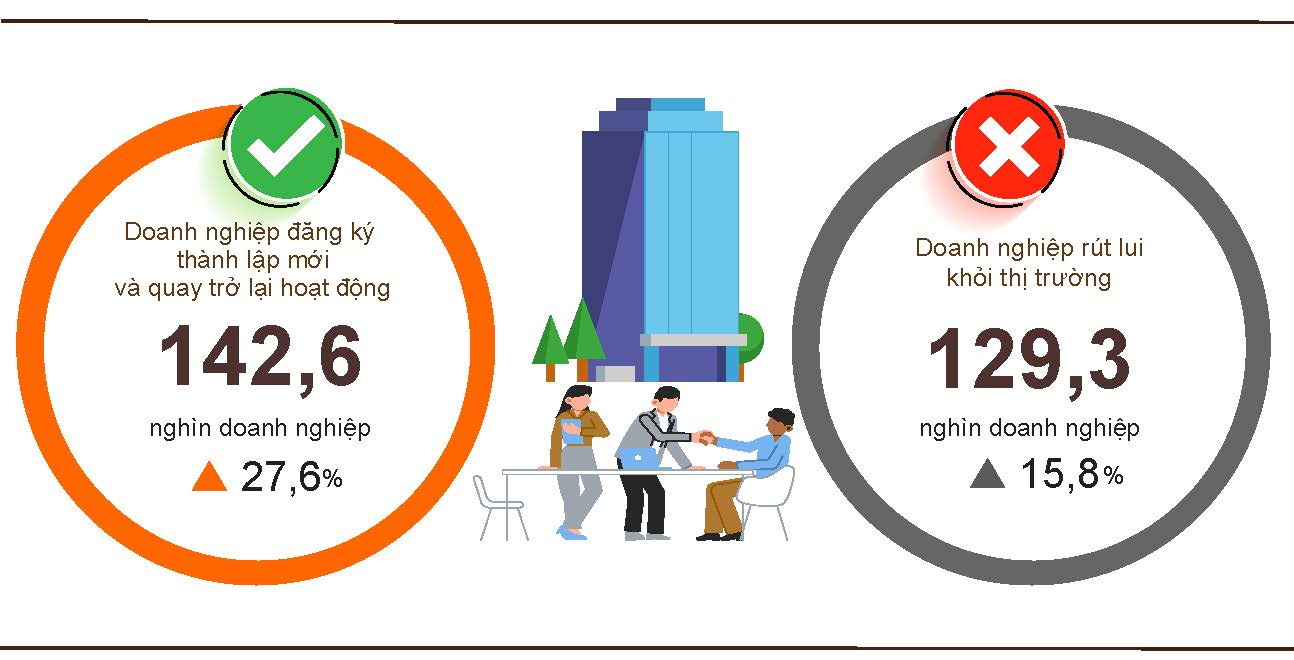 Doanh nghiệp đăng ký
thành lập mới
và quay trở lại hoạt động
142,6
nghìn doanh nghiệp
27,6%
Doanh nghiệp rút lui
khỏi thị trường
129,3
nghìn doanh nghiệp
15,8%